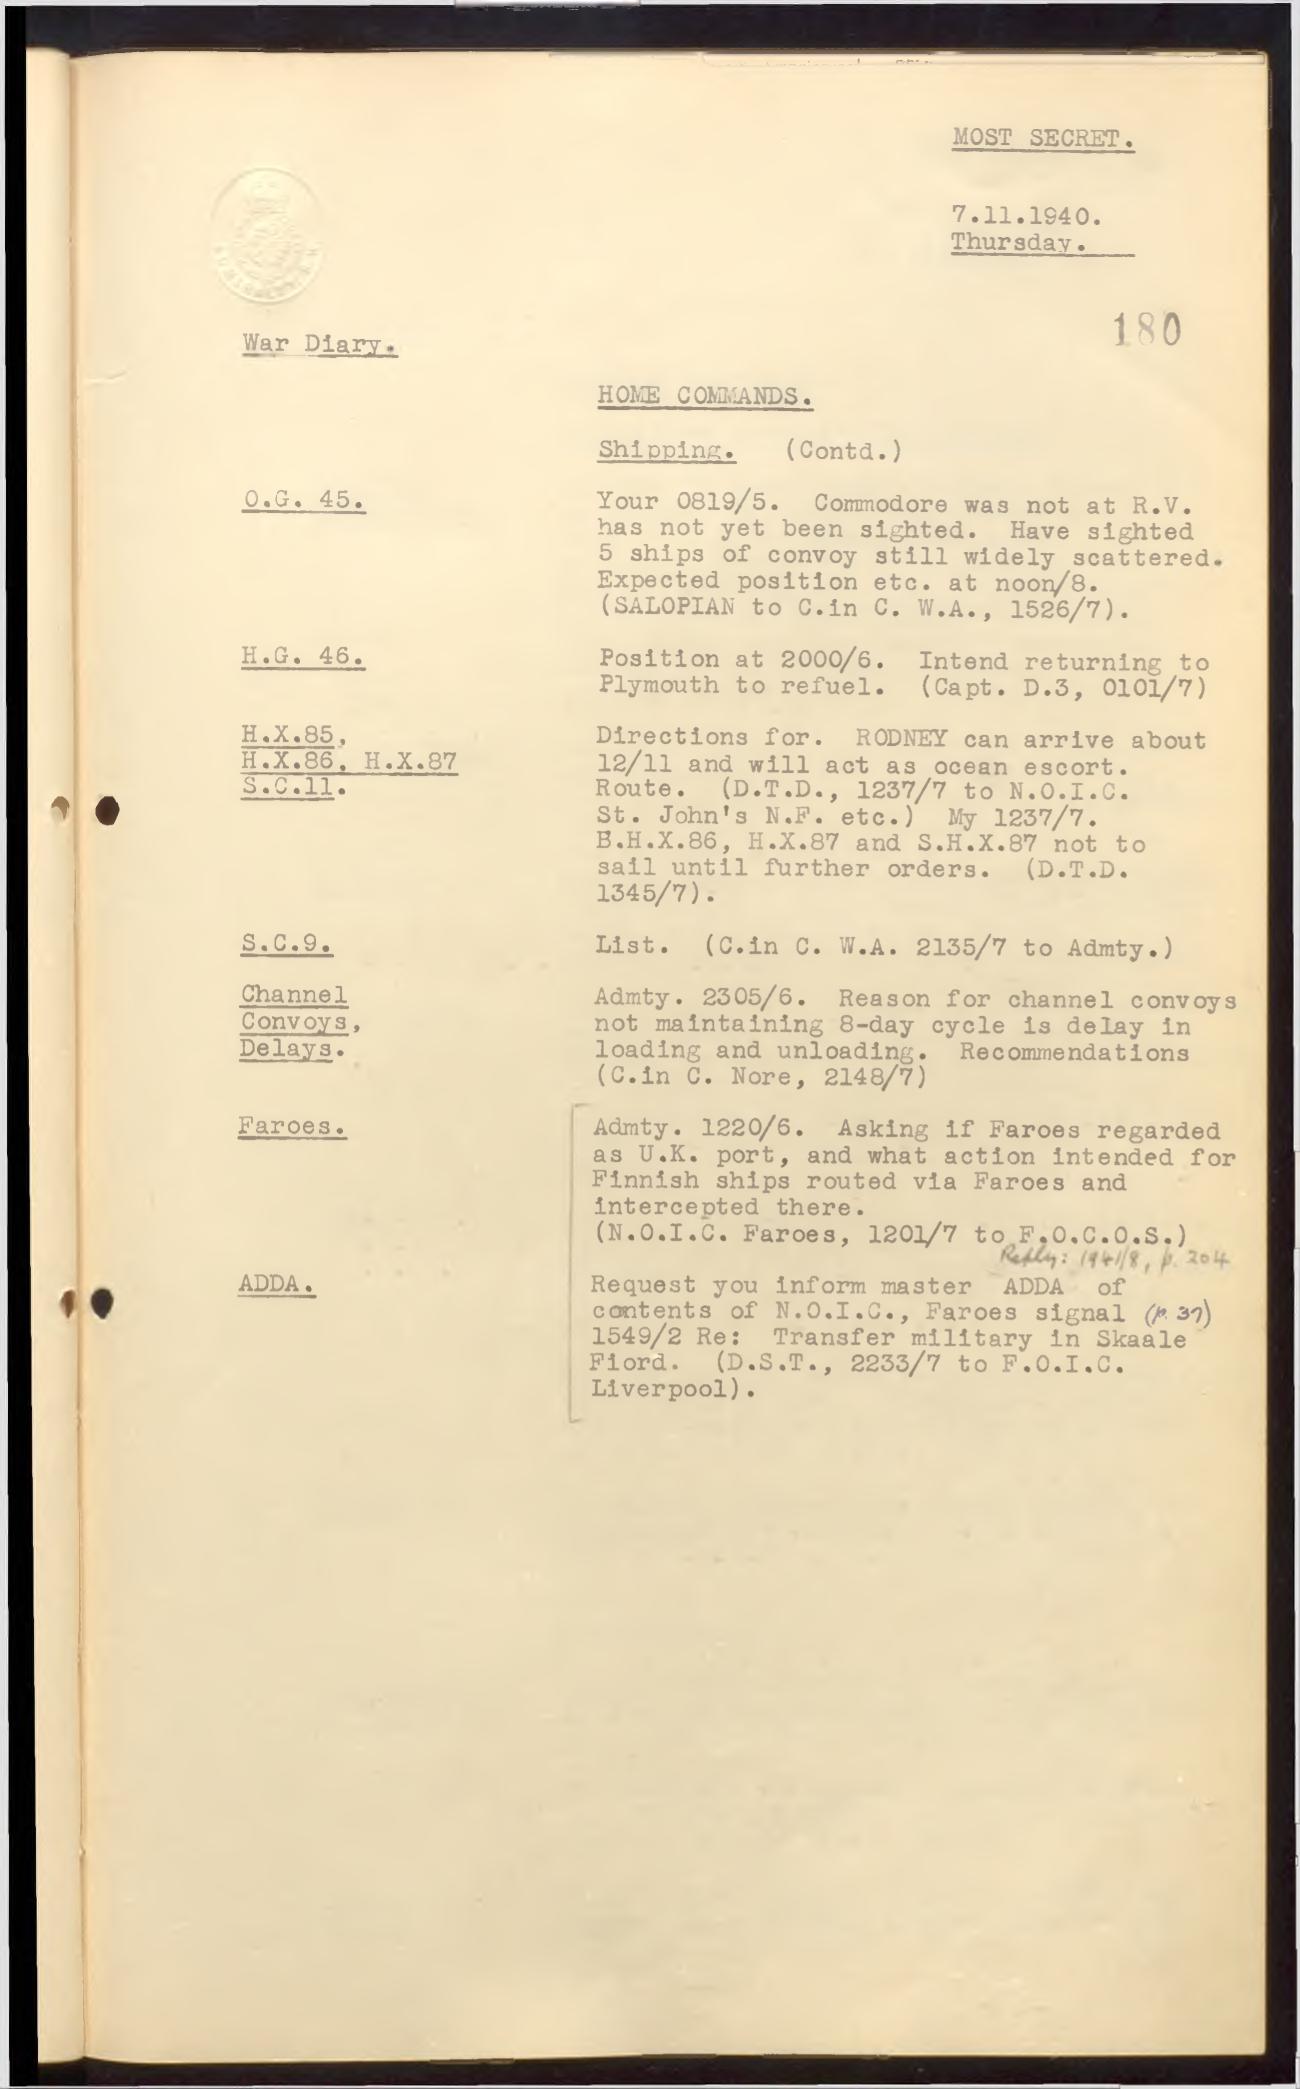 MOST SECRET.
7.11.1940.
Thursday.
180
War Diary.
HOME COMMANDS.
Shipping. (Contd.)
O.G. 45.
Your 0819/5. Commodore was not at R.V.
has not yet been sighted. Have sighted
5 ships of convoy still widely scattered.
Expected position etc. at noon/8.
(SALOPIAN to C.in C. W.A., 1526/7).
H.G. 46.
Position at 2000/6. Intend returning to
Plymouth to refuel. (Capt. D.3, 0101/7)
H.X.85,
H.X.86, H.X.87
S.C.11.
Directions for. RODNEY can arrive about
12/11 and will act as ocean escort.
Route. (D.T.D., 1237/7 to N.O.I.C.
St. John's N.F. etc.) My 1237/7.
B.H.X.86, H.X.87 and S.H.X.87 not to
sail until further orders. (D.T.D.
1345/7).
S.C.9.
List. (C.in C. W.A. 2135/7 to Admty.)
Channel
Convoys,
Delays.
Admty. 2305/6. Reason for channel convoys
not maintaining 8-day cycle is delay in
loading and unloading. Recommendations
(C.in C. Nore, 2148/7)
Faroes.
Admty. 1220/6. Asking if Faroes regarded
as U.K. port, and what action intended for
Finnish ships routed via Faroes and
intercepted there.
(N.O.I.C. Faroes, 1201/7 to F.O.C.O.S.)
Reply: 1941/8, p. 204
ADDA.
Request you inform master ADDA of
contents of N.O.I.C., Faroes signal (p. 37)
1549/2 Re: Transfer military in Skaale
Fiord. (D.S.T., 2233/7 to F.O.I.C.
Liverpool).